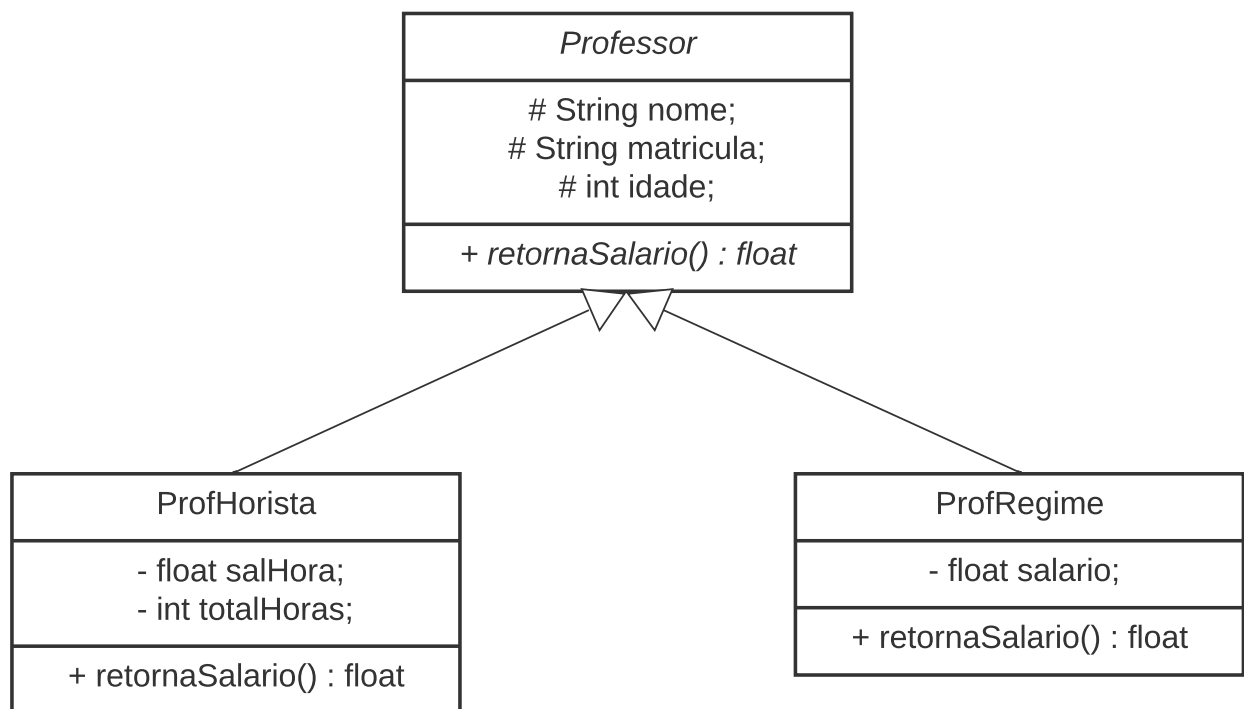 Professor
# String nome;
# String matricula;
# int idade;
+ retornaSalario() : float
ProfHorista
- float salHora;
- int totalHoras;
+ retornaSalario() : float
ProfRegime
- float salario;
+ retornaSalario() : float